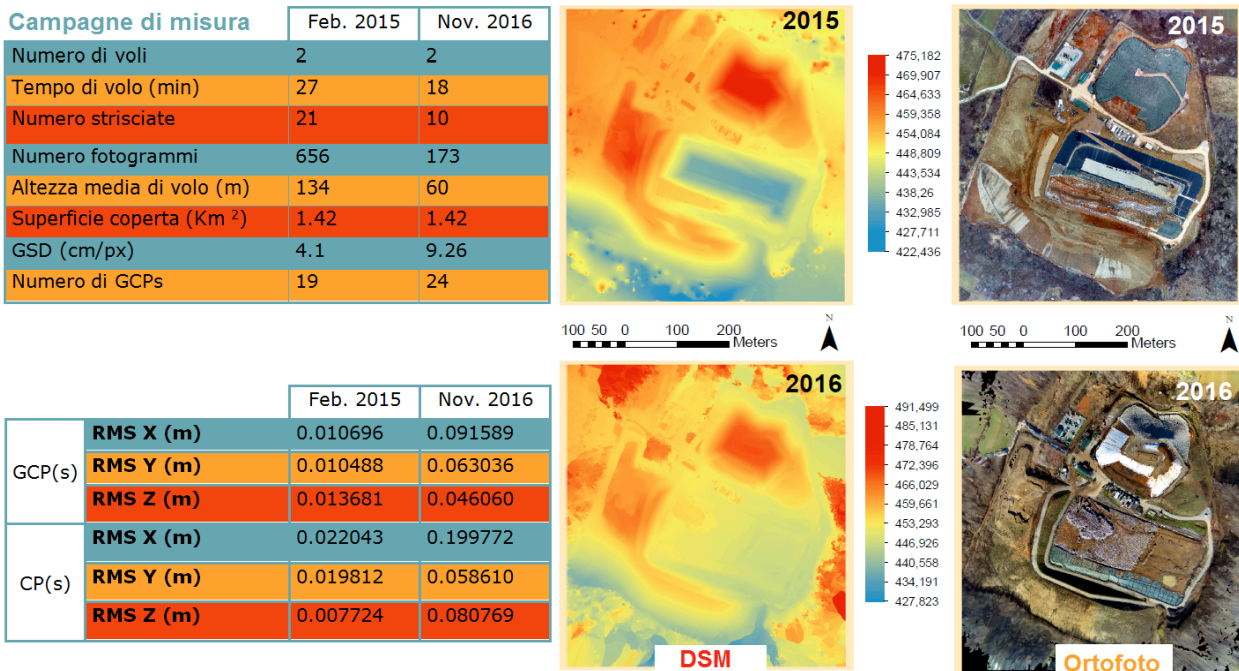 Campagne di misura Feb. 2015 Nov. 2016
Numero di voli 2 2
Tempo di volo (min) 27 18
Numero strisciate 21 10
Numero fotogrammi 656 173
Altezza media di volo (m) 134 60
Superficie coperta (Km ²) 1.42 1.42
GSD (cm/px) 4.1 9.26
Numero di GCPs 19 24
2015
475,182
469,907
464,633
459,358
454,084
448,809
443,534
438,26
432,985
427,711
422,436
2015
100 50 0 100 200
Meters
N
100 50 0 100 200
Meters
N
Feb. 2015 Nov. 2016
GCP(s)
RMS X (m) 0.010696 0.091589
RMS Y (m) 0.010488 0.063036
RMS Z (m) 0.013681 0.046060
CP(s)
RMS X (m) 0.022043 0.199772
RMS Y (m) 0.019812 0.058610
RMS Z (m) 0.007724 0.080769
2016
DSM
491,499
485,131
478,764
472,396
466,029
459,661
453,293
446,926
440,558
434,191
427,823
2016
Ortofoto